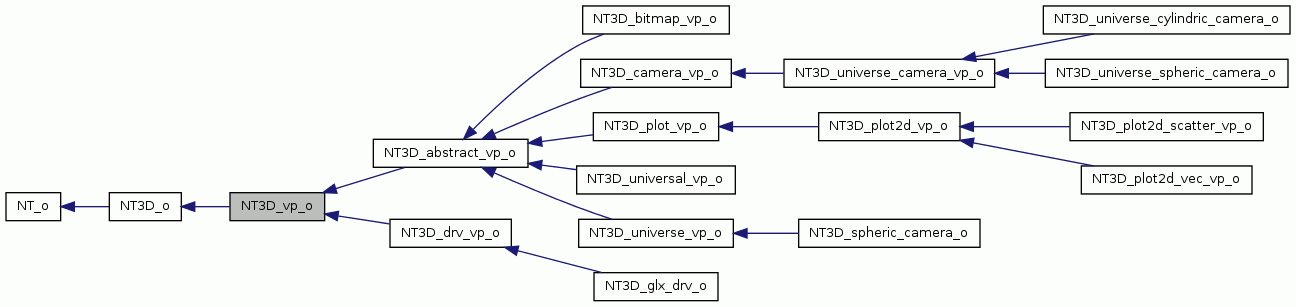 NT3D_bitmap_vp_o
NT3D_universe_cylindric_camera_o
NT3D_camera_vp_o
NT3D_universe_camera_vp_o
NT3D_universe_spheric_camera_o
NT3D_plot_vp_o
NT3D_plot2d_vp_o
NT3D_plot2d_scatter_vp_o
NT3D_abstract_vp_o
NT3D_universal_vp_o
NT3D_plot2d_vec_vp_o
NT_o
NT3D_o
NT3D_vp_o
NT3D_drv_vp_o
NT3D_universe_vp_o
NT3D_spheric_camera_o
NT3D_glx_drv_o